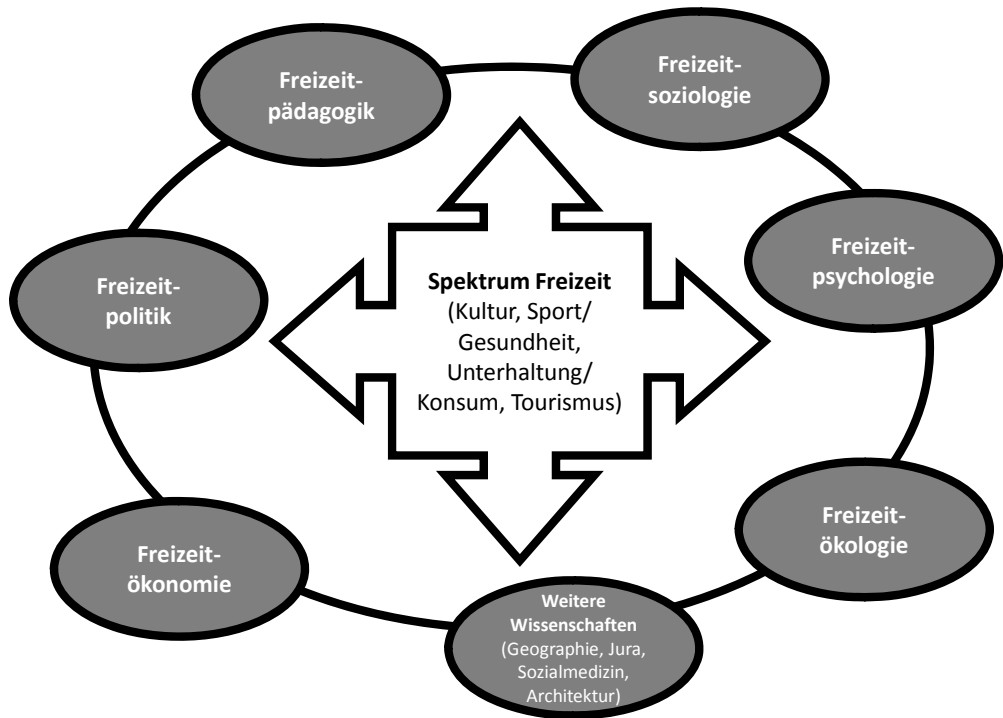 Freizeit-
pädagogik
Freizeit-
soziologie
Freizeit-
politik
Spektrum Freizeit
(Kultur, Sport/
Gesundheit,
Unterhaltung/
Konsum, Tourismus)
Freizeit-
psychologie
Freizeit-
ökonomie
Freizeit-
ökologie
Weitere
Wissenschaften
(Geographie, Jura,
Sozialmedizin,
Architektur)